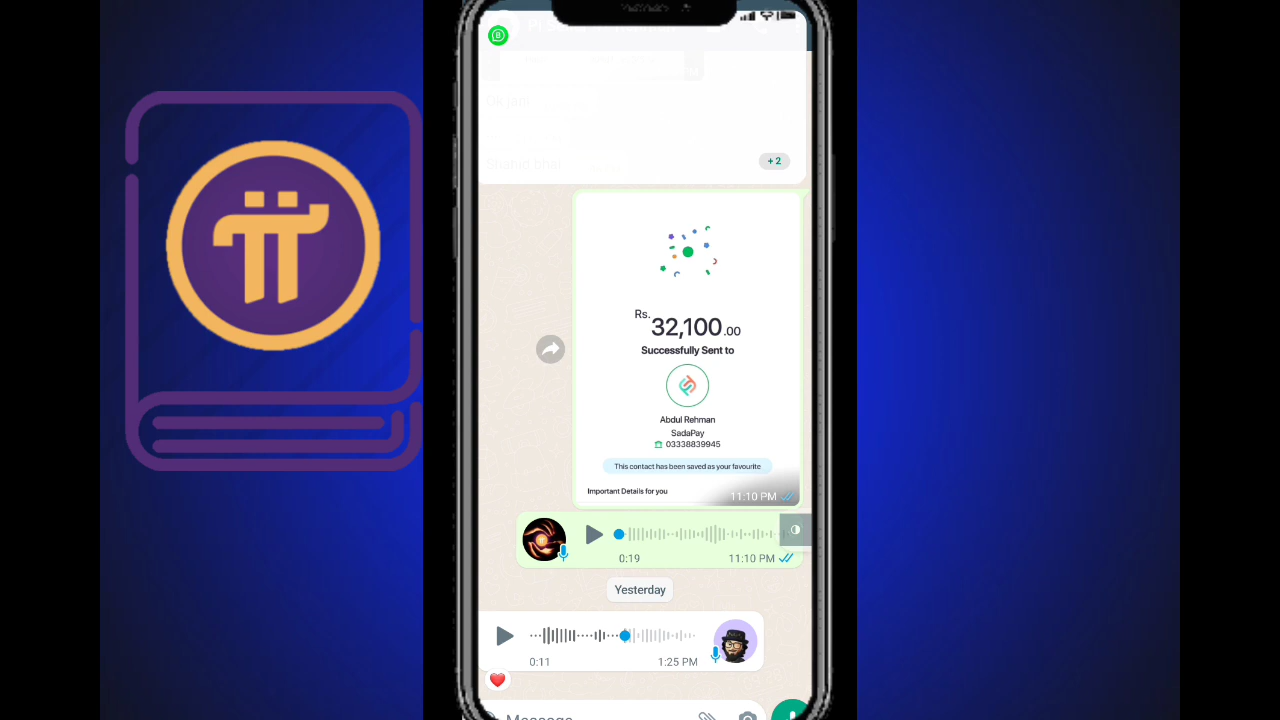 +2
Rs. 32,100.00
Successfully Sent to
Abdul Rehman
SadaPay
03338839945
This contact has been saved as your favourite
Important Details for you
11:10 PM
0:19
11:10 PM
Yesterday
0:11
1:25 PM
Message